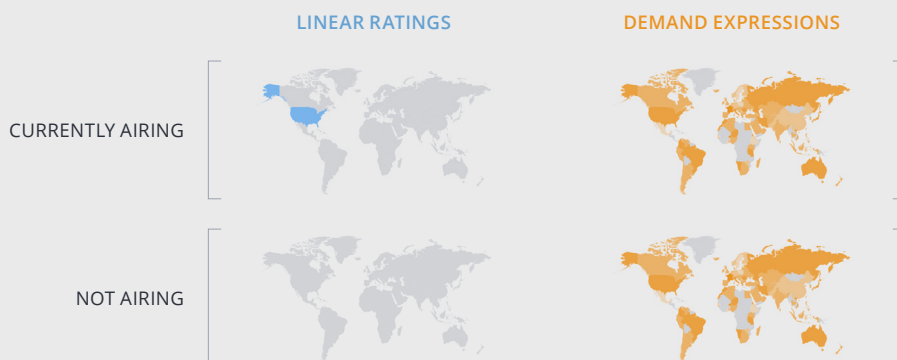 LINEAR RATINGS
DEMAND EXPRESSIONS
CURRENTLY AIRING
NOT AIRING